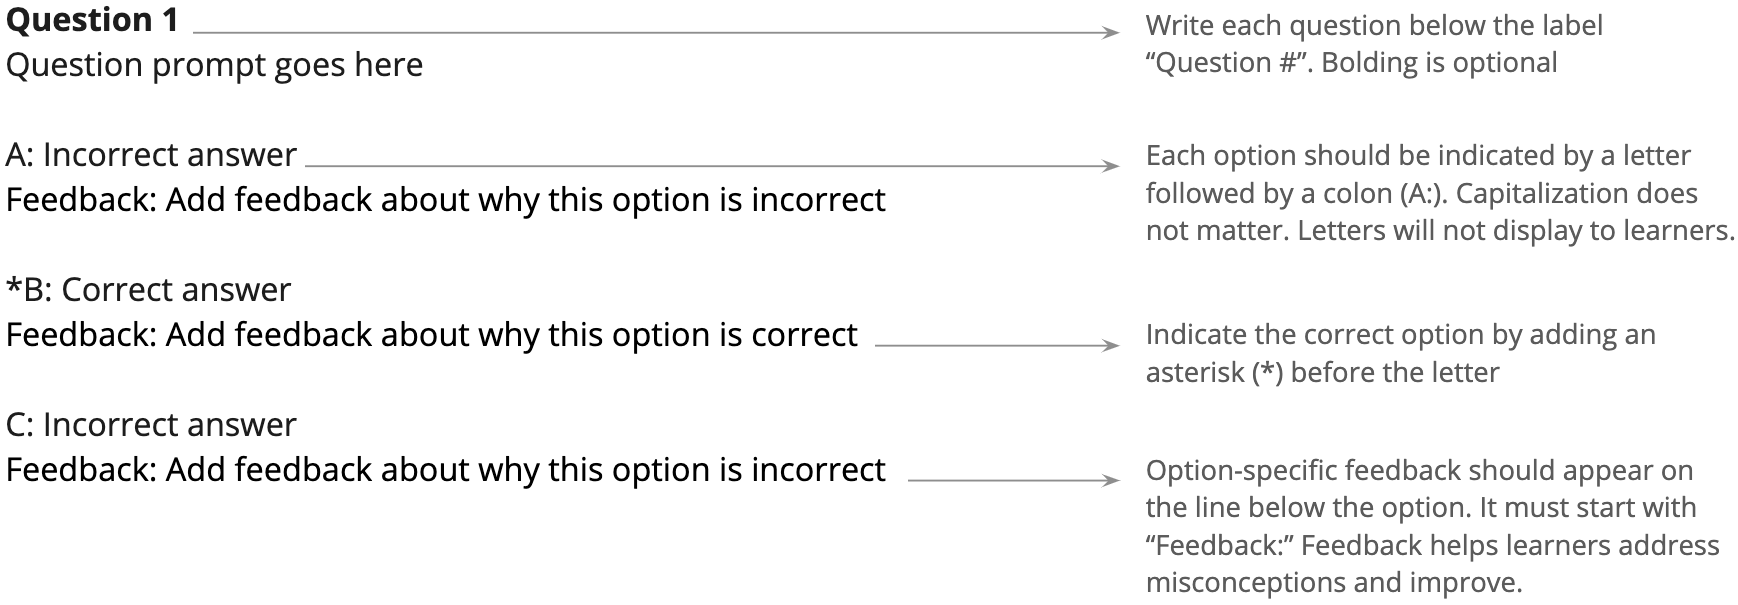 Question 1
Question prompt goes here
Write each question below the label
“Question #”. Bolding is optional
A: Incorrect answer
Feedback: Add feedback about why this option is incorrect
Each option should be indicated by a letter
followed by a colon (A:). Capitalization does
not matter. Letters will not display to learners.
*B: Correct answer
Feedback: Add feedback about why this option is correct
Indicate the correct option by adding an
asterisk (*) before the letter
C: Incorrect answer
Feedback: Add feedback about why this option is incorrect
Option-specific feedback should appear on
the line below the option. It must start with
“Feedback:” Feedback helps learners address
misconceptions and improve.